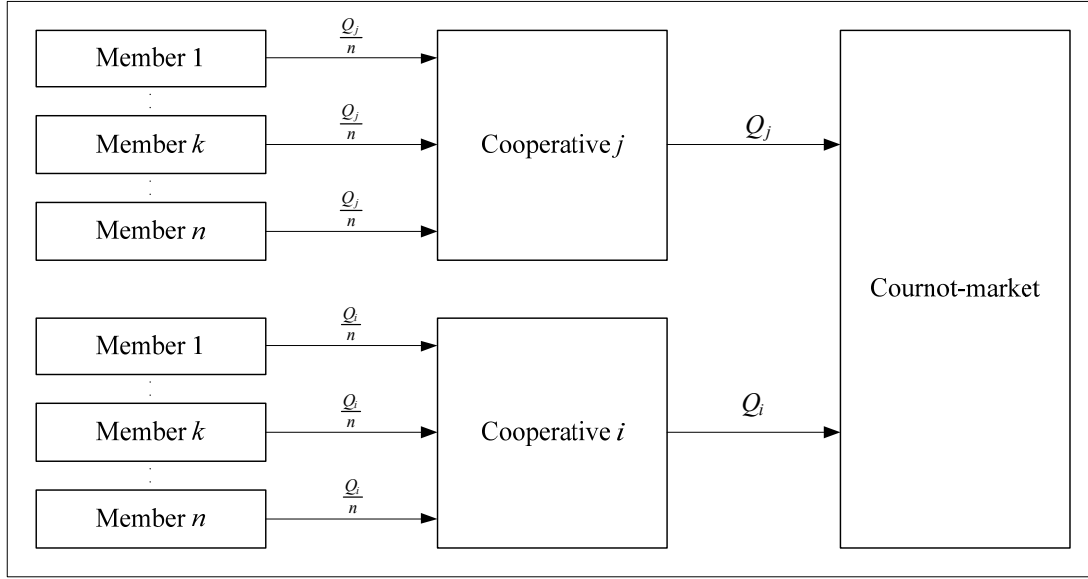 Member 1
Q_j/n
Member k
Q_j/n
Member n
Q_j/n
Cooperative j
Q_j
Member 1
Q_i/n
Member k
Q_i/n
Member n
Q_i/n
Cooperative i
Q_i
Cournot-market